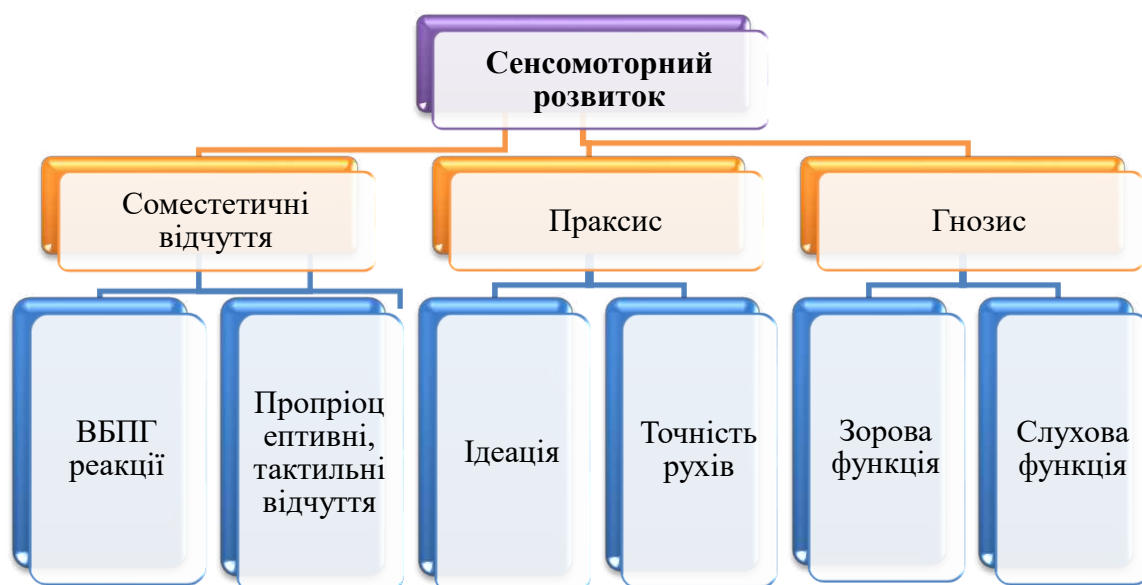 Сенсомоторний
розвиток
Соместетичні
відчуття
Праксис
Гнозис
ВБПГ
реакції
Пропріоц
ептивні,
тактильні
відчуття
Ідеація
Точність
рухів
Зорова
функція
Слухова
функція